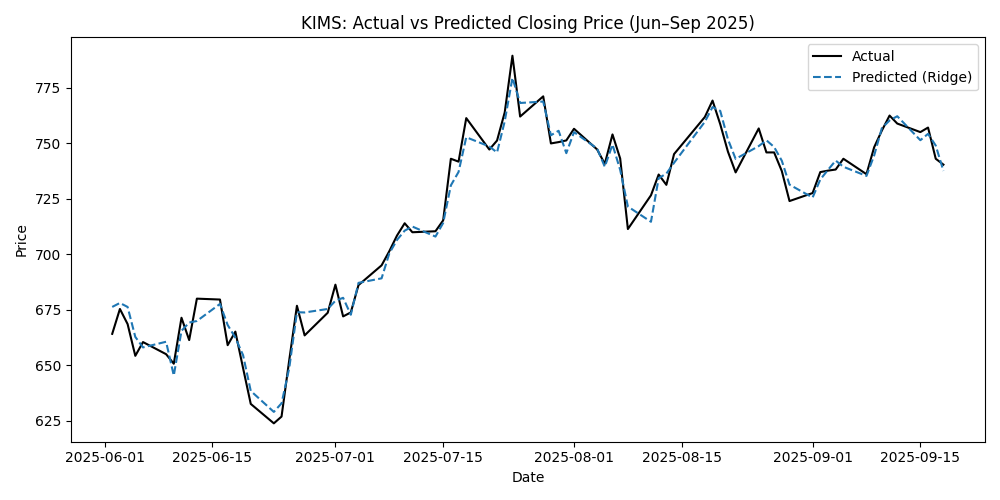 KIMS: Actual vs Predicted Closing Price (Jun–Sep 2025)
Actual
Predicted (Ridge)
Price
775
750
725
700
675
650
625
2025-06-01 2025-06-15 2025-07-01 2025-07-15 2025-08-01 2025-08-15 2025-09-01 2025-09-15
Date